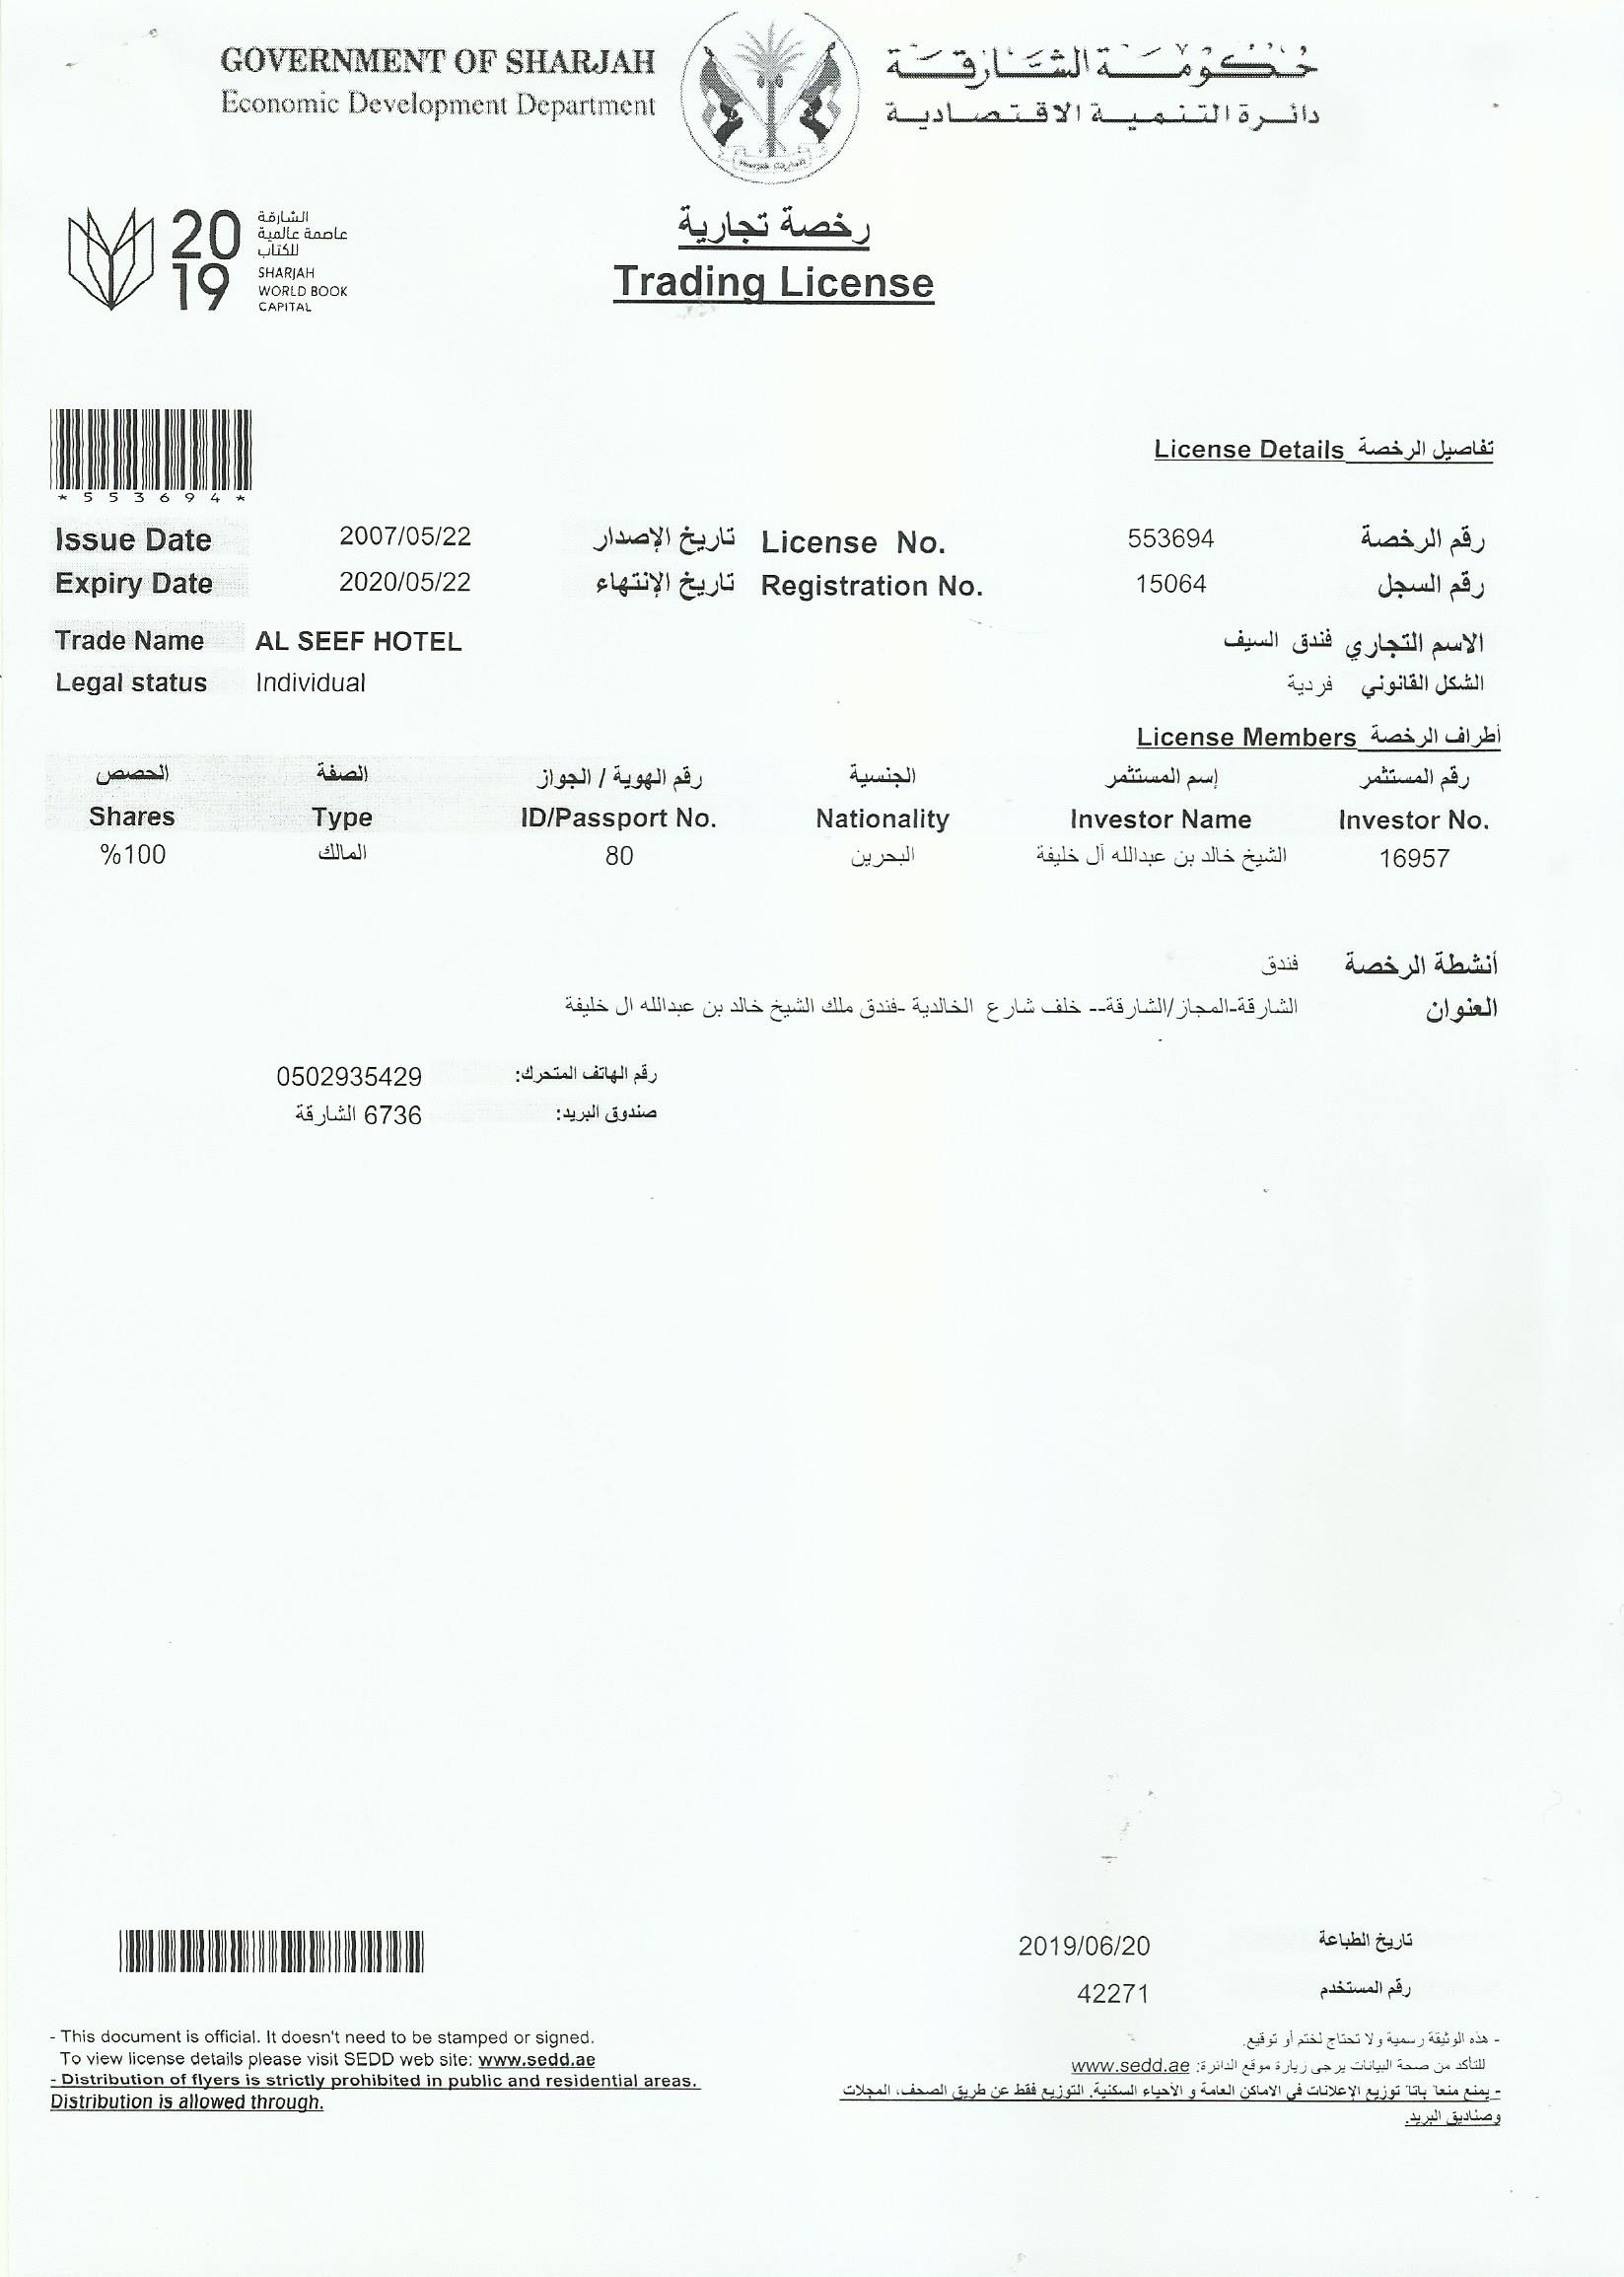 GOVERNMENT OF SHARJAH
Economic Development Department
حكومة الشارقة
دائرة التنمية الاقتصادية
2019
الشارقة
عاصمة عالمية
للكتاب
SHARJAH
WORLD BOOK
CAPITAL
رخصة تجارية
Trading License
*553694*
License Details تفاصيل الرخصة
Issue Date 2007/05/22 تاريخ الإصدار License No. 553694 رقم الرخصة
Expiry Date 2020/05/22 تاريخ الإنتهاء Registration No. 15064 رقم السجل
Trade Name AL SEEF HOTEL الاسم التجاري فندق السيف
Legal status Individual الشكل القانوني فردية
License Members أطراف الرخصة
الحصص الصفة رقم الهوية / الجواز الجنسية إسم المستثمر رقم المستثمر
Shares Type ID/Passport No. Nationality Investor Name Investor No.
%100 المالك 80 البحرين الشيخ خالد بن عبدالله آل خليفة 16957
أنشطة الرخصة فندق
العنوان الشارقة-المجاز/الشارقة-- خلف شارع الخالدية -فندق ملك الشيخ خالد بن عبدالله ال خليفة
رقم الهاتف المتحرك: 0502935429
صندوق البريد: 6736 الشارقة
تاريخ الطباعة 2019/06/20
رقم المستخدم 42271
- This document is official. It doesn't need to be stamped or signed.
To view license details please visit SEDD web site: www.sedd.ae
- Distribution of flyers is strictly prohibited in public and residential areas.
Distribution is allowed through.
- هذه الوثيقة رسمية ولا تحتاج لختم أو توقيع.
للتأكد من صحة البيانات يرجى زيارة موقع الدائرة: www.sedd.ae
- يمنع منعا باتا توزيع الإعلانات في الاماكن العامة و الأحياء السكنية. التوزيع فقط عن طريق الصحف، المجلات
وصناديق البريد.